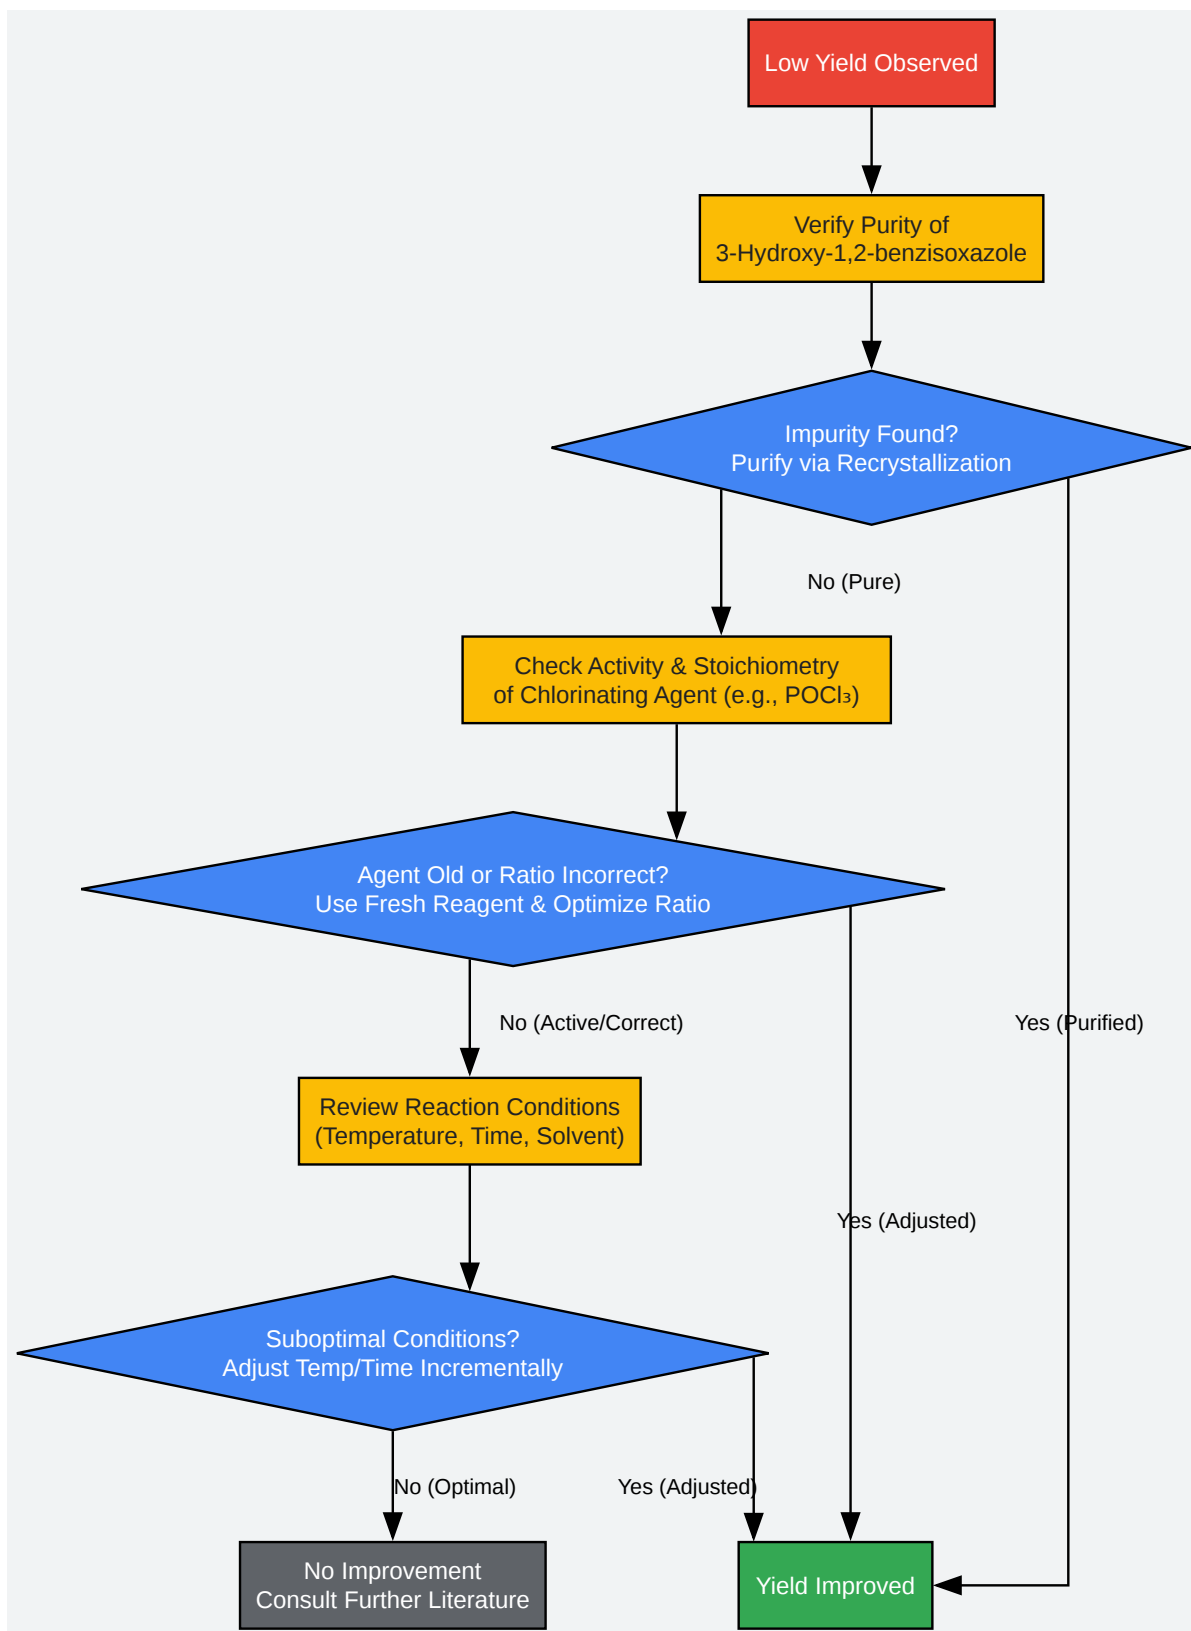 Low Yield Observed
Verify Purity of
3-Hydroxy-1,2-benzisoxazole
Impurity Found?
Purify via Recrystallization
No (Pure)
Check Activity & Stoichiometry
of Chlorinating Agent (e.g., POCl₃)
Agent Old or Ratio Incorrect?
Use Fresh Reagent & Optimize Ratio
No (Active/Correct)
Yes (Purified)
Review Reaction Conditions
(Temperature, Time, Solvent)
Yes (Adjusted)
Suboptimal Conditions?
Adjust Temp/Time Incrementally
No (Optimal)
Yes (Adjusted)
No Improvement
Consult Further Literature
Yield Improved